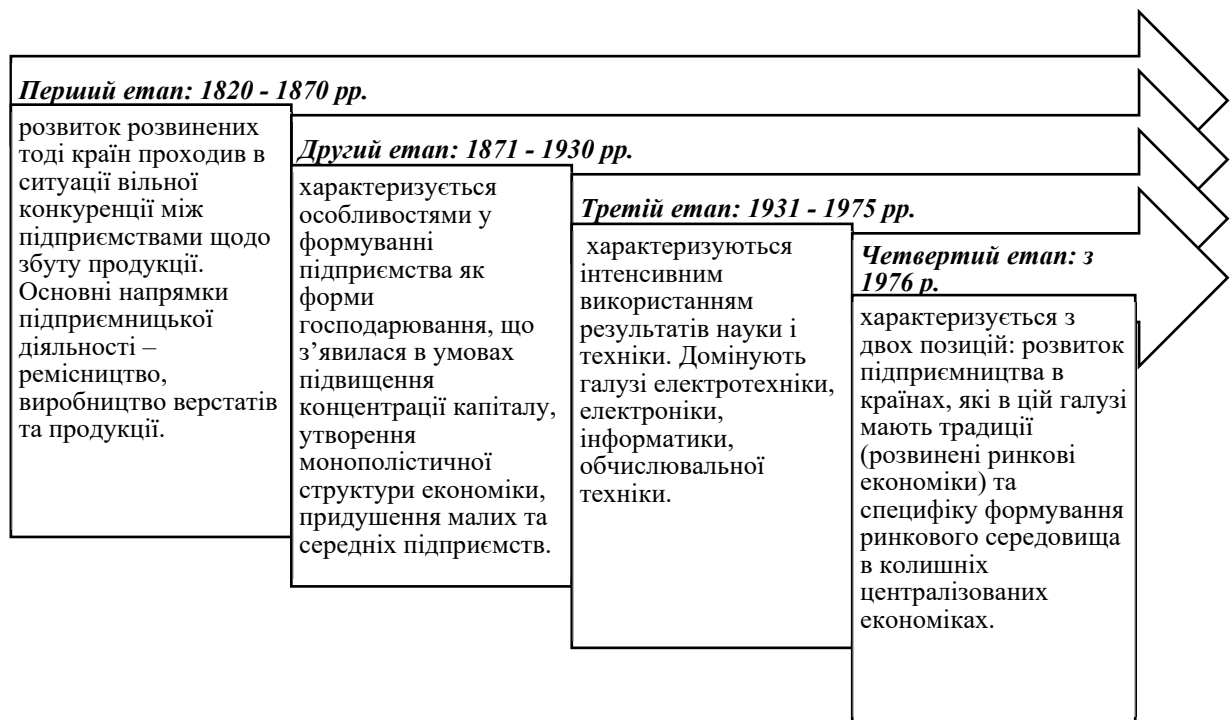 Перший етап: 1820 - 1870 рр.
розвиток розвинених
тоді країн проходив в
ситуації вільної
конкуренції між
підприємствами щодо
збуту продукції.
Основні напрямки
підприємницької
діяльності –
ремісництво,
виробництво верстатів
та продукції.
Другий етап: 1871 - 1930 рр.
характеризується
особливостями у
формуванні
підприємства як
форми
господарювання, що
з’явилася в умовах
підвищення
концентрації капіталу,
утворення
монополістичної
структури економіки,
придушення малих та
середніх підприємств.
Третій етап: 1931 - 1975 рр.
характеризуються
інтенсивним
використанням
результатів науки і
техніки. Домінують
галузі електротехніки,
електроніки,
інформатики,
обчислювальної
техніки.
Четвертий етап: з
1976 р.
характеризується з
двох позицій: розвиток
підприємництва в
країнах, які в цій галузі
мають традиції
(розвинені ринкові
економіки) та
специфіку формування
ринкового середовища
в колишніх
централізованих
економіках.